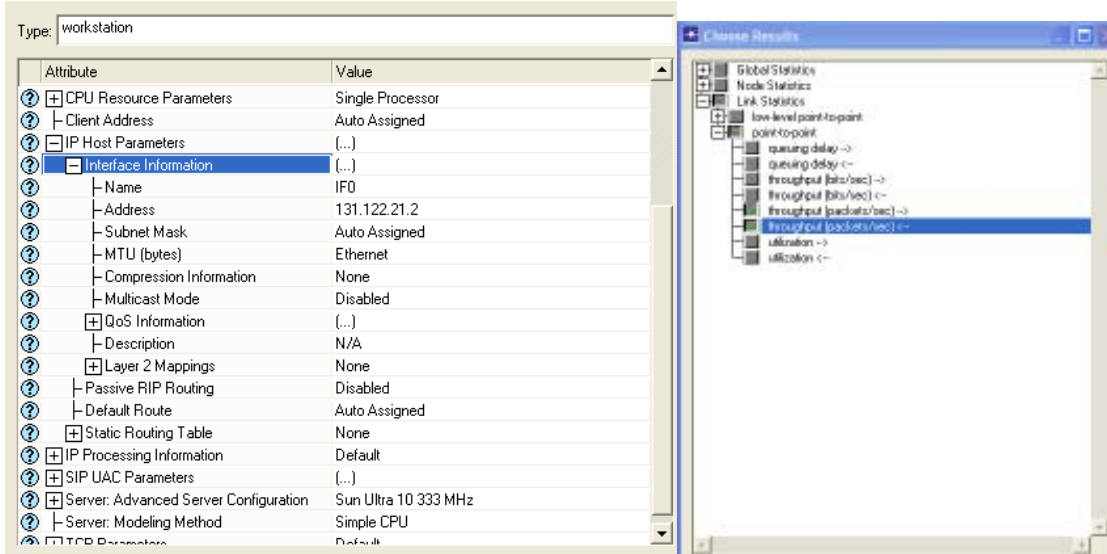 Type: workstation
Attribute Value
CPU Resource Parameters Single Processor
Client Address Auto Assigned
IP Host Parameters (...)
Interface Information (...)
Name IF0
Address 131.122.21.2
Subnet Mask Auto Assigned
MTU (bytes) Ethernet
Compression Information None
Multicast Mode Disabled
QoS Information (...)
Description N/A
Layer 2 Mappings None
Passive RIP Routing Disabled
Default Route Auto Assigned
Static Routing Table None
IP Processing Information Default
SIP UAC Parameters (...)
Server: Advanced Server Configuration Sun Ultra 10 333 MHz
Server: Modeling Method Simple CPU
TCP Parameters Default
Choose Results
Global Statistics
Node Statistics
Link Statistics
low-level point-to-point
point-to-point
queuing delay -->
queuing delay <--
throughput (bits/sec) -->
throughput (bits/sec) <--
throughput (packets/sec) -->
throughput (packets/sec) <--
utilization -->
utilization <--